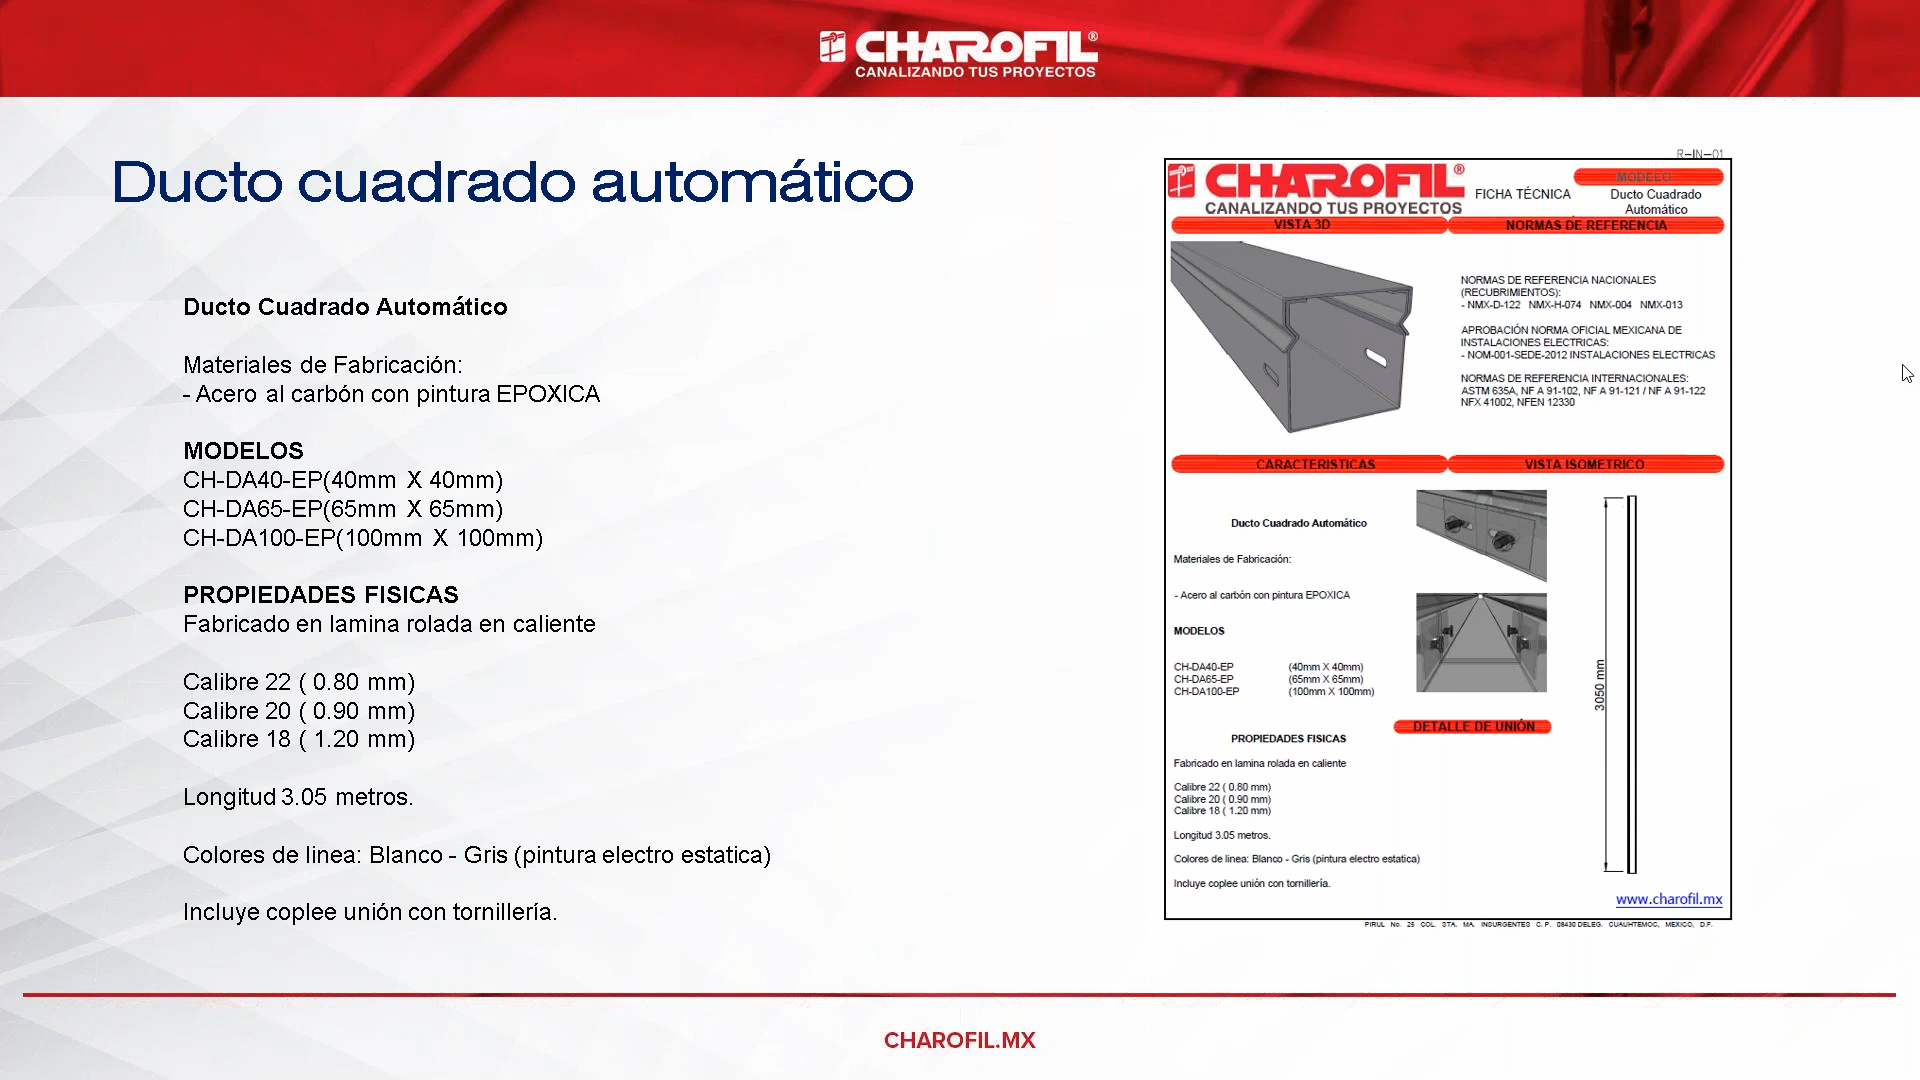 CHAROFIL®
CANALIZANDO TUS PROYECTOS
Ducto cuadrado automático
Ducto Cuadrado Automático
Materiales de Fabricación:
- Acero al carbón con pintura EPOXICA
MODELOS
CH-DA40-EP(40mm X 40mm)
CH-DA65-EP(65mm X 65mm)
CH-DA100-EP(100mm X 100mm)
PROPIEDADES FISICAS
Fabricado en lamina rolada en caliente
Calibre 22 ( 0.80 mm)
Calibre 20 ( 0.90 mm)
Calibre 18 ( 1.20 mm)
Longitud 3.05 metros.
Colores de linea: Blanco - Gris (pintura electro estatica)
Incluye coplee unión con tornillería.
R-IN-01
CHAROFIL®
CANALIZANDO TUS PROYECTOS
FICHA TÉCNICA
MODELO
Ducto Cuadrado
Automático
VISTA 3D
NORMAS DE REFERENCIA
NORMAS DE REFERENCIA NACIONALES
(RECUBRIMIENTOS):
- NMX-D-122 NMX-H-074 NMX-004 NMX-013
APROBACIÓN NORMA OFICIAL MEXICANA DE
INSTALACIONES ELECTRICAS:
- NOM-001-SEDE-2012 INSTALACIONES ELECTRICAS
NORMAS DE REFERENCIA INTERNACIONALES:
ASTM 635A, NF A 91-102, NF A 91-121 / NF A 91-122
NFX 41002, NFEN 12330
CARACTERISTICAS
VISTA ISOMETRICO
Ducto Cuadrado Automático
Materiales de Fabricación:
- Acero al carbón con pintura EPOXICA
MODELOS
CH-DA40-EP (40mm X 40mm)
CH-DA65-EP (65mm X 65mm)
CH-DA100-EP (100mm X 100mm)
DETALLE DE UNIÓN
3050 mm
PROPIEDADES FISICAS
Fabricado en lamina rolada en caliente
Calibre 22 ( 0.80 mm)
Calibre 20 ( 0.90 mm)
Calibre 18 ( 1.20 mm)
Longitud 3.05 metros.
Colores de linea: Blanco - Gris (pintura electro estatica)
Incluye coplee unión con tornillería.
www.charofil.mx
PIRUL No. 25 COL. STA. MA. INSURGENTES C. P. 06430 DELEG. CUAUHTEMOC, MEXICO, D.F.
CHAROFIL.MX